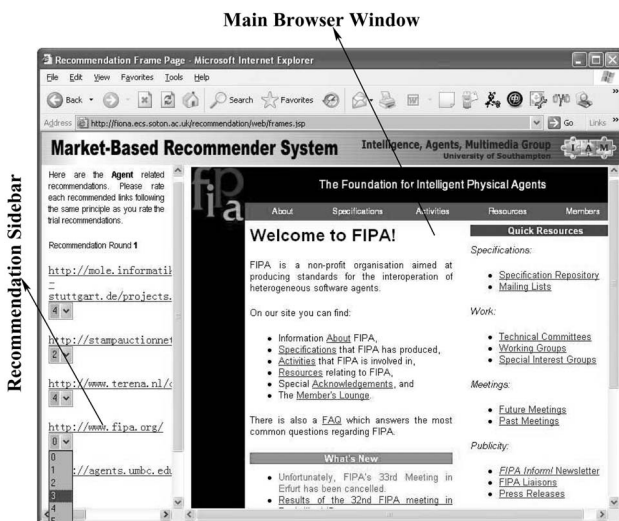 Main Browser Window
Recommendation Frame Page - Microsoft Internet Explorer
File Edit View Favorites Tools Help
Back Search Favorites
Address http://fiona.ecs.soton.ac.uk/recommendation/web/frames.jsp Go Links
Market-Based Recommender System
Intelligence, Agents, Multimedia Group
University of Southampton
I A M
Recommendation Sidebar
Here are the Agent related
recommendations. Please rate
each recommended links following
the same principle as you rate the
trial recommendations.
Recommendation Round 1
http://mole.informatik
-
stuttgart.de/projects.
4
http://stampauctionnet
2
http://www.terena.nl/
4
http://www.fipa.org/
0
0
1
2
3
4
://agents.umbc.edu
fipa
The Foundation for Intelligent Physical Agents
About Specifications Activities Resources Members
Welcome to FIPA!
FIPA is a non-profit organisation aimed at
producing standards for the interoperation of
heterogeneous software agents.
On our site you can find:
Information About FIPA,
Specifications that FIPA has produced,
Activities that FIPA is involved in,
Resources relating to FIPA,
Special Acknowledgements, and
The Member's Lounge.
There is also a FAQ which answers the most
common questions regarding FIPA.
What's New
Unfortunately, FIPA's 33rd Meeting in
Erfurt has been cancelled.
Results of the 32nd FIPA meeting in
Quick Resources
Specifications:
Specification Repository
Mailing Lists
Work:
Technical Committees
Working Groups
Special Interest Groups
Meetings:
Future Meetings
Past Meetings
Publicity:
FIPA Inform! Newsletter
FIPA Liaisons
Press Releases